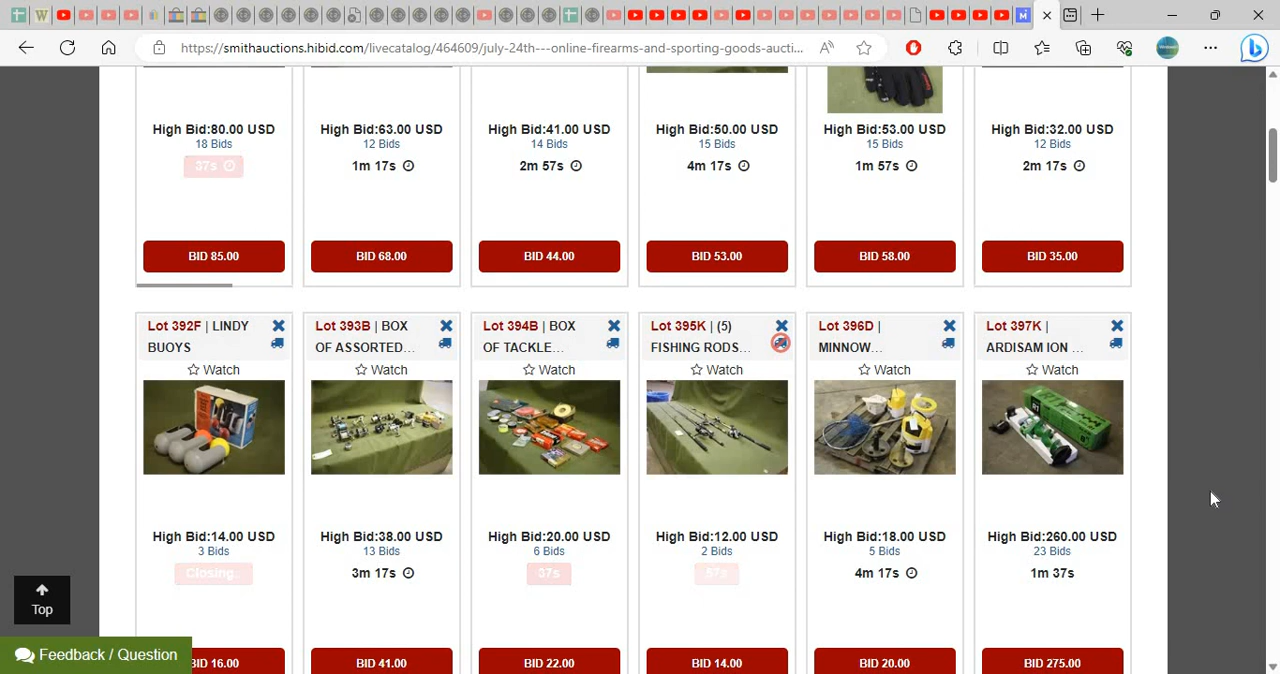 https://smithauctions.hibid.com/livecatalog/464609/july-24th---online-firearms-and-sporting-goods-aucti...
High Bid:80.00 USD
18 Bids
37s
BID 85.00
High Bid:63.00 USD
12 Bids
1m 17s
BID 68.00
High Bid:41.00 USD
14 Bids
2m 57s
BID 44.00
High Bid:50.00 USD
15 Bids
4m 17s
BID 53.00
High Bid:53.00 USD
15 Bids
1m 57s
BID 58.00
High Bid:32.00 USD
12 Bids
2m 17s
BID 35.00
Lot 392F | LINDY
BUOYS
Watch
High Bid:14.00 USD
3 Bids
Closing..
BID 16.00
Lot 393B | BOX
OF ASSORTED...
Watch
High Bid:38.00 USD
13 Bids
3m 17s
BID 41.00
Lot 394B | BOX
OF TACKLE...
Watch
High Bid:20.00 USD
6 Bids
37s
BID 22.00
Lot 395K | (5)
FISHING RODS...
Watch
High Bid:12.00 USD
2 Bids
57s
BID 14.00
Lot 396D |
MINNOW...
Watch
High Bid:18.00 USD
5 Bids
4m 17s
BID 20.00
Lot 397K |
ARDISAM ION ...
Watch
High Bid:260.00 USD
23 Bids
1m 37s
BID 275.00
Top
Feedback / Question